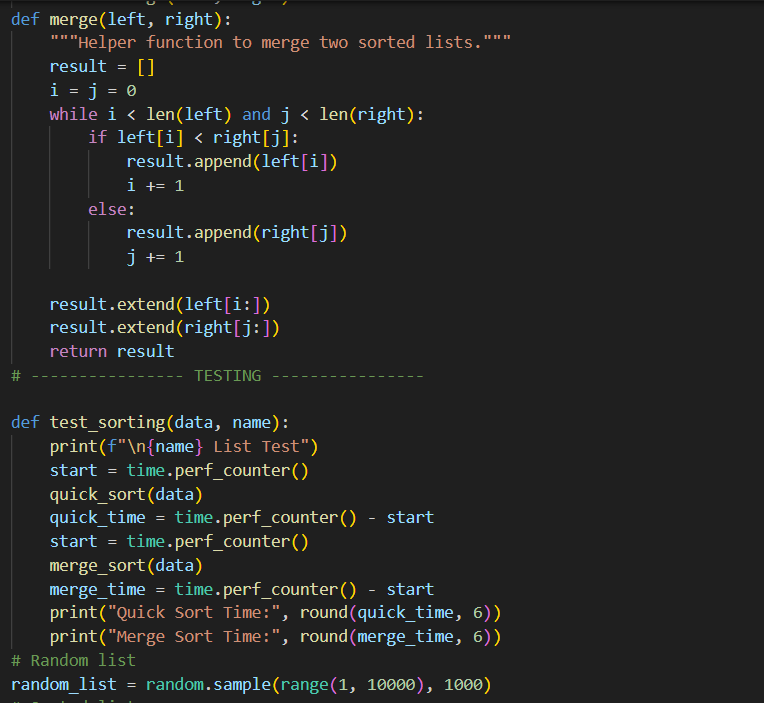 def merge(left, right):
    """Helper function to merge two sorted lists."""
    result = []
    i = j = 0
    while i < len(left) and j < len(right):
        if left[i] < right[j]:
            result.append(left[i])
            i += 1
        else:
            result.append(right[j])
            j += 1

    result.extend(left[i:])
    result.extend(right[j:])
    return result
# ---------------- TESTING ----------------

def test_sorting(data, name):
    print(f"\n{name} List Test")
    start = time.perf_counter()
    quick_sort(data)
    quick_time = time.perf_counter() - start
    start = time.perf_counter()
    merge_sort(data)
    merge_time = time.perf_counter() - start
    print("Quick Sort Time:", round(quick_time, 6))
    print("Merge Sort Time:", round(merge_time, 6))
# Random list
random_list = random.sample(range(1, 10000), 1000)